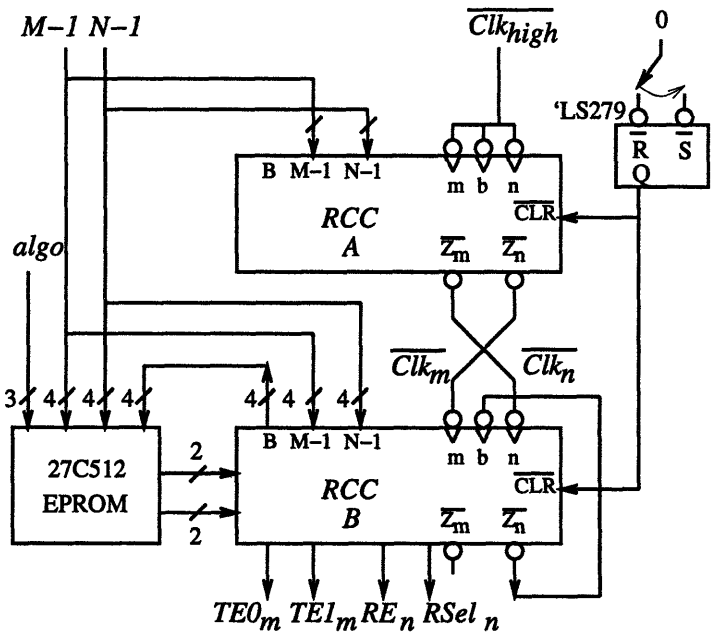 M−1 N−1 Clk_high 0
'LS279
R S
Q
B M−1 N−1 m b n
RCC
A
CLR
Z_m Z_n
algo
Clk_m Clk_n
3 4 4 4 4 4 4
B M−1 N−1 m b n
27C512
EPROM
2
2
RCC
B
CLR
Z_m Z_n
TE0_m TE1_m RE_n RSel_n